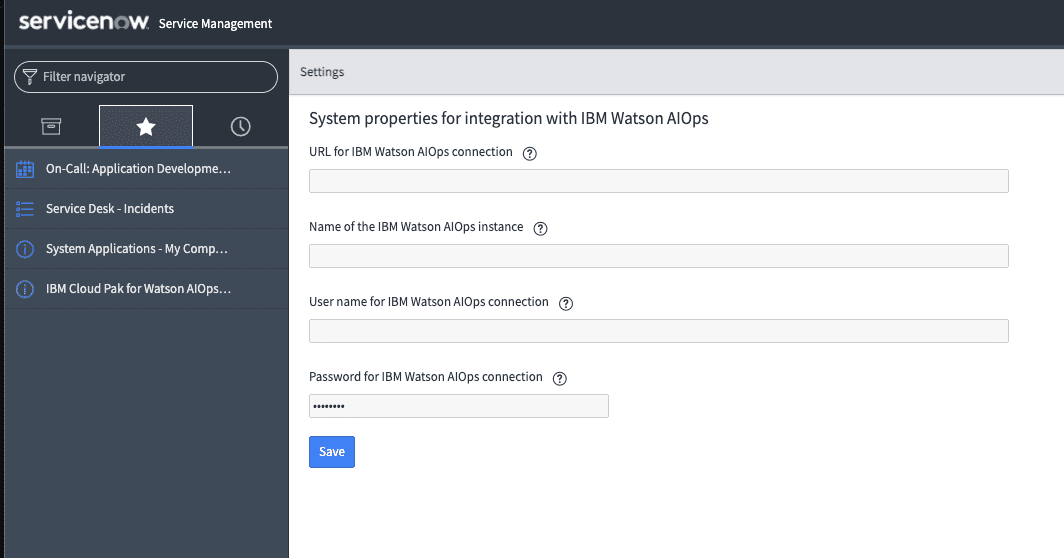 servicenow. Service Management
Filter navigator
On-Call: Application Developme...
Service Desk - Incidents
System Applications - My Comp...
IBM Cloud Pak for Watson AIOps...
Settings
System properties for integration with IBM Watson AIOps
URL for IBM Watson AIOps connection ?
Name of the IBM Watson AIOps instance ?
User name for IBM Watson AIOps connection ?
Password for IBM Watson AIOps connection ?
••••••••
Save